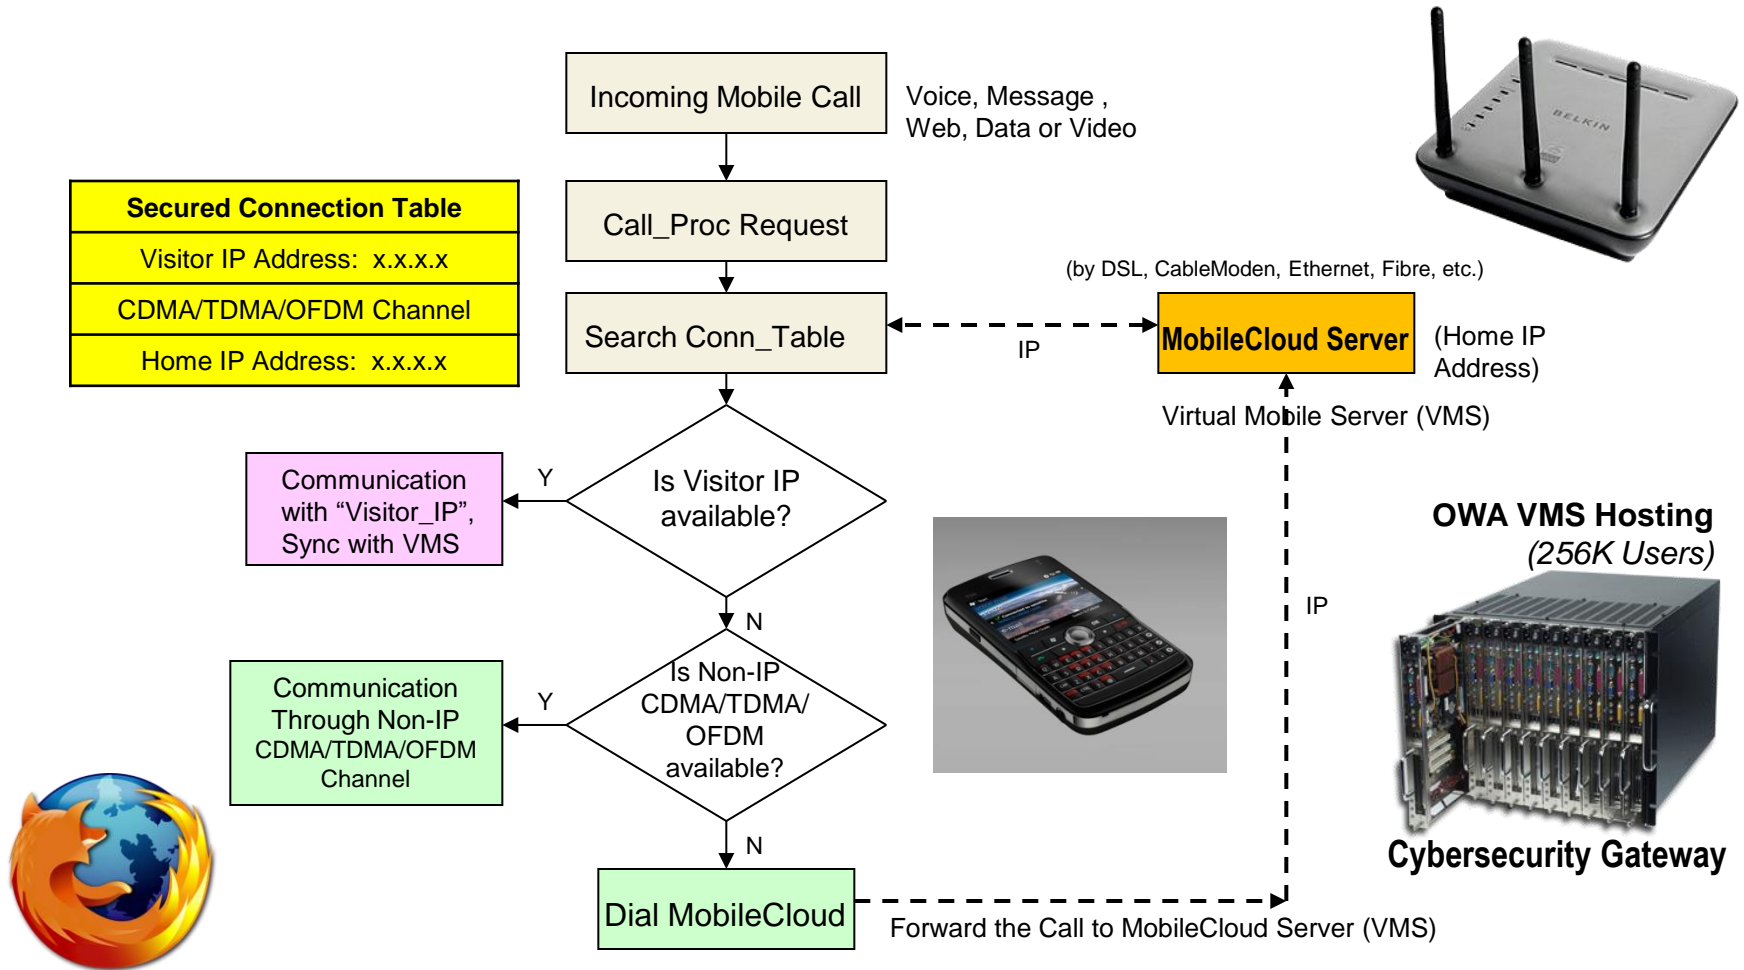 Incoming Mobile Call
Voice, Message ,
Web, Data or Video
BELKIN
Secured Connection Table
Visitor IP Address:  x.x.x.x
CDMA/TDMA/OFDM Channel
Home IP Address:  x.x.x.x
Call_Proc Request
(by DSL, CableModen, Ethernet, Fibre, etc.)
Search Conn_Table
IP
MobileCloud Server
(Home IP
Address)
Virtual Mobile Server (VMS)
Is Visitor IP
available?
Y
Communication
with “Visitor_IP”,
Sync with VMS
N
OWA VMS Hosting
(256K Users)
IP
Is Non-IP
CDMA/TDMA/
OFDM
available?
Y
Communication
Through Non-IP
CDMA/TDMA/OFDM
Channel
N
Cybersecurity Gateway
Dial MobileCloud
Forward the Call to MobileCloud Server (VMS)